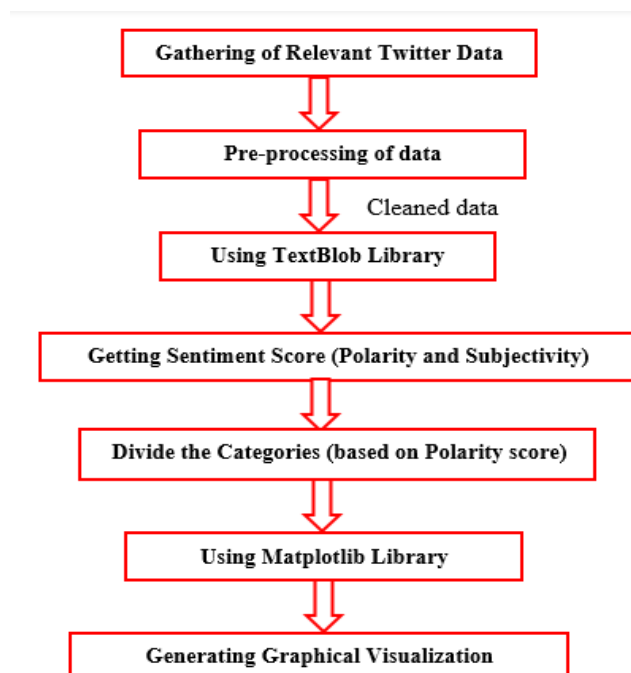 Gathering of Relevant Twitter Data
Pre-processing of data
Cleaned data
Using TextBlob Library
Getting Sentiment Score (Polarity and Subjectivity)
Divide the Categories (based on Polarity score)
Using Matplotlib Library
Generating Graphical Visualization